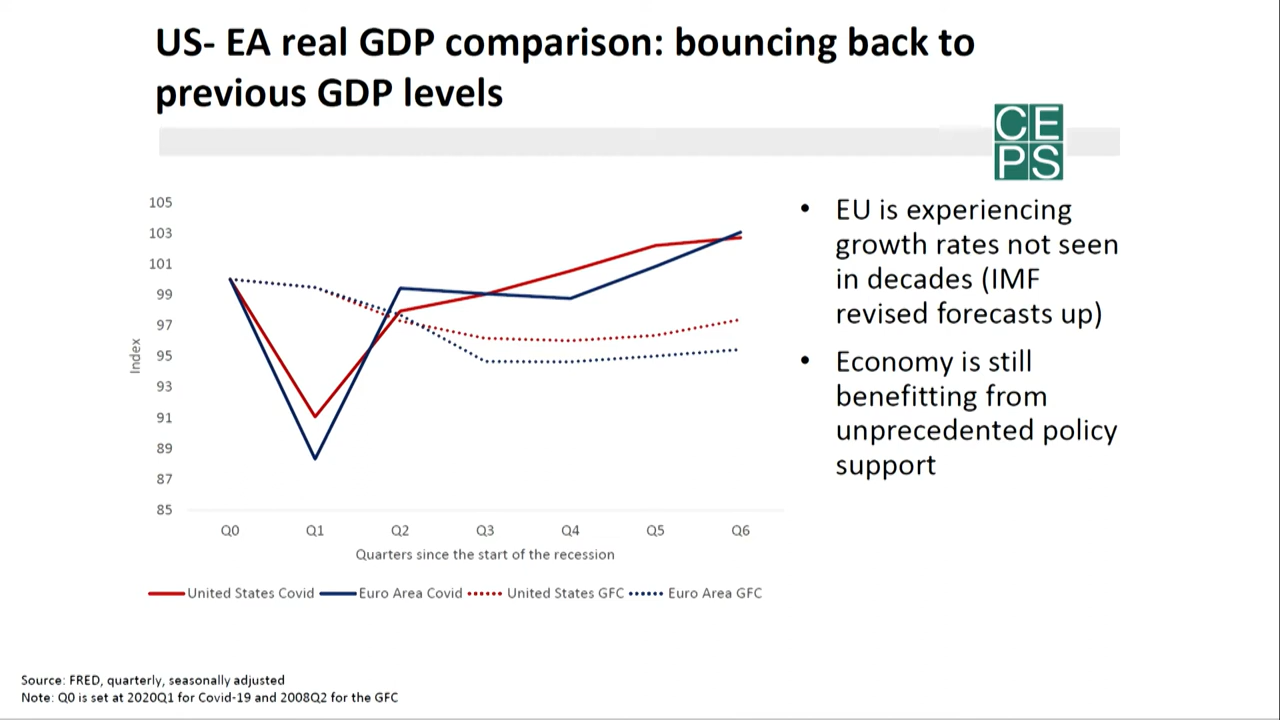 US- EA real GDP comparison: bouncing back to
previous GDP levels
CE
PS
105
103
101
99
97
95
93
91
89
87
85
Index
Q0 Q1 Q2 Q3 Q4 Q5 Q6
Quarters since the start of the recession
United States Covid Euro Area Covid United States GFC Euro Area GFC
• EU is experiencing
growth rates not seen
in decades (IMF
revised forecasts up)
• Economy is still
benefitting from
unprecedented policy
support
Source: FRED, quarterly, seasonally adjusted
Note: Q0 is set at 2020Q1 for Covid-19 and 2008Q2 for the GFC